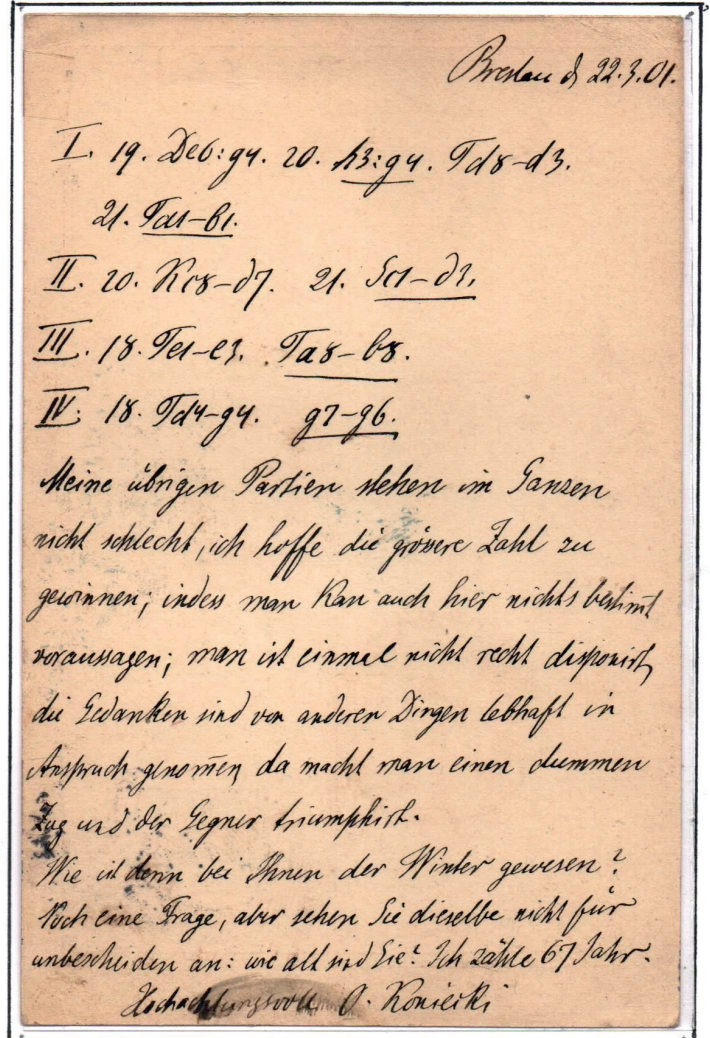 Breslau d 22.3.01.
I. 19. De6:g4. 20. h3:g4. Td8-d3.
21. Td1-b1.
II. 20. Kc8-d7. 21. Sc1-d3.
III. 18. Te1-e3. Ta8-b8.
IV. 18. Td4-g4. g7-g6.
Meine übrigen Partien stehen im Ganzen
nicht schlecht, ich hoffe die grössere Zahl zu
gewinnen; indess man kan̄ auch hier nichts bestim̄t
voraussagen; man ist einmal nicht recht disponirt,
die Gedanken sind von anderen Dingen lebhaft in
Anspruch genom̄en, da macht man einen dummen
Zug und der Gegner triumphirt.
Wie ist denn bei Ihnen der Winter gewesen?
Noch eine Frage, aber sehen Sie dieselbe nicht für
unbescheiden an: wie alt sind Sie? Ich zähle 67 Jahr.
Hochachtungsvoll O. Koniecki